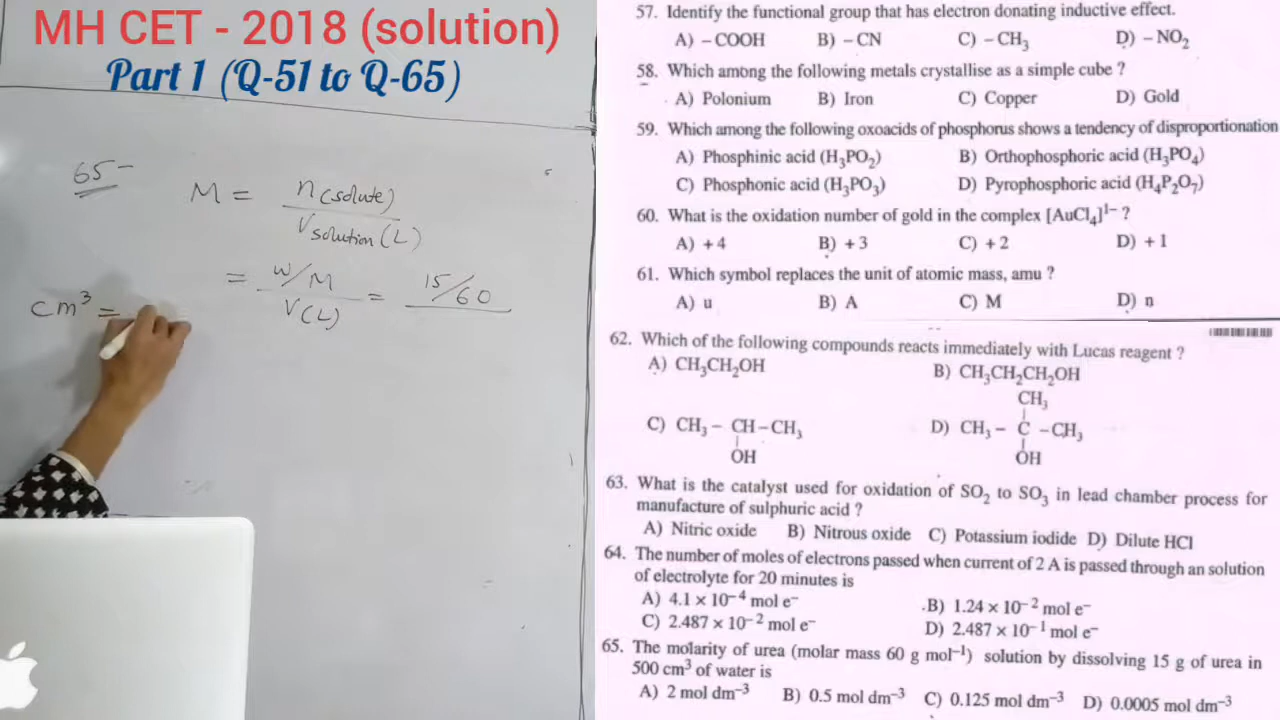 MH CET - 2018 (solution)
Part 1 (Q-51 to Q-65)
65 –
M = n(solute) / V solution (L)
= w/M / V(L) = 15/60
cm³ =
57. Identify the functional group that has electron donating inductive effect.
A) – COOH B) – CN C) – CH₃ D) – NO₂
58. Which among the following metals crystallise as a simple cube ?
A) Polonium B) Iron C) Copper D) Gold
59. Which among the following oxoacids of phosphorus shows a tendency of disproportionation
A) Phosphinic acid (H₃PO₂) B) Orthophosphoric acid (H₃PO₄)
C) Phosphonic acid (H₃PO₃) D) Pyrophosphoric acid (H₄P₂O₇)
60. What is the oxidation number of gold in the complex [AuCl₄]¹⁻ ?
A) + 4 B) + 3 C) + 2 D) + 1
61. Which symbol replaces the unit of atomic mass, amu ?
A) u B) A C) M D) n
62. Which of the following compounds reacts immediately with Lucas reagent ?
A) CH₃CH₂OH B) CH₃CH₂CH₂OH
CH₃
C) CH₃ – CH – CH₃ D) CH₃ – C – CH₃
OH OH
63. What is the catalyst used for oxidation of SO₂ to SO₃ in lead chamber process for
manufacture of sulphuric acid ?
A) Nitric oxide B) Nitrous oxide C) Potassium iodide D) Dilute HCl
64. The number of moles of electrons passed when current of 2 A is passed through an solution
of electrolyte for 20 minutes is
A) 4.1 × 10⁻⁴ mol e⁻ B) 1.24 × 10⁻² mol e⁻
C) 2.487 × 10⁻² mol e⁻ D) 2.487 × 10⁻¹ mol e⁻
65. The molarity of urea (molar mass 60 g mol⁻¹) solution by dissolving 15 g of urea in
500 cm³ of water is
A) 2 mol dm⁻³ B) 0.5 mol dm⁻³ C) 0.125 mol dm⁻³ D) 0.0005 mol dm⁻³